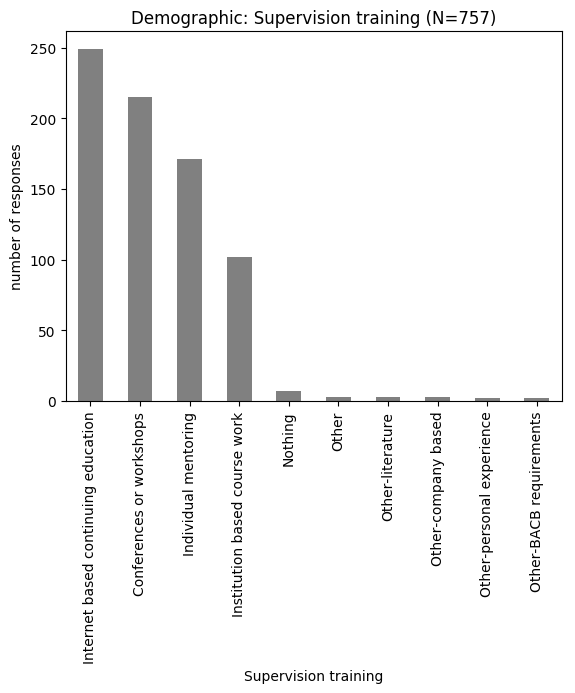 Demographic: Supervision training (N=757)
number of responses
250
200
150
100
50
0
Internet based continuing education
Conferences or workshops
Individual mentoring
Institution based course work
Nothing
Other
Other-literature
Other-company based
Other-personal experience
Other-BACB requirements
Supervision training